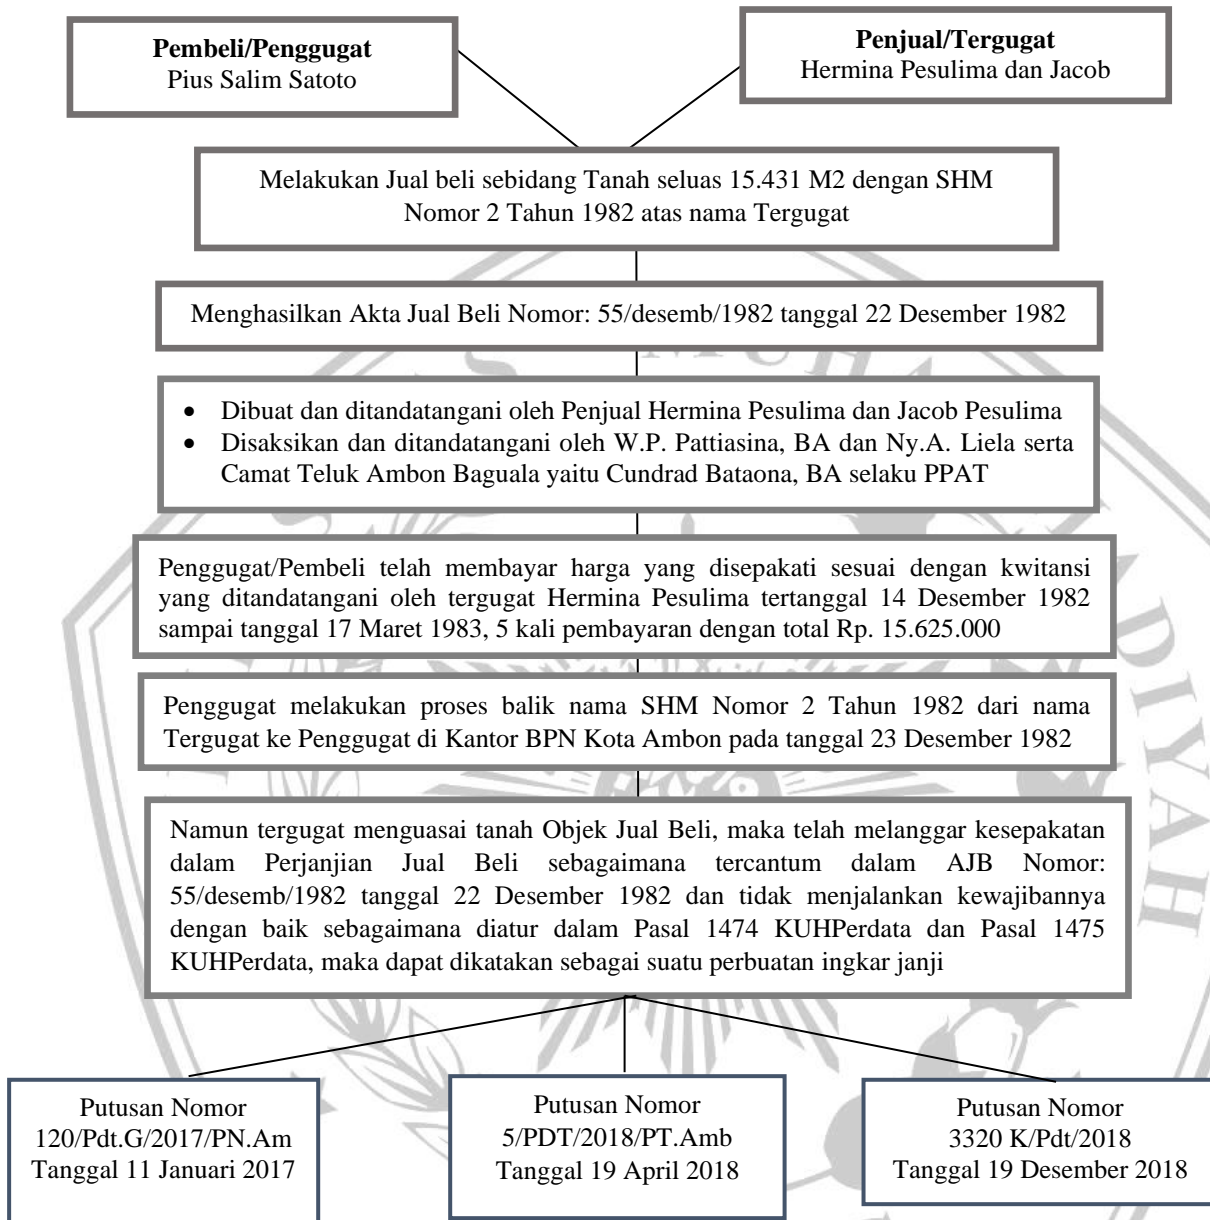 Pembeli/Penggugat
Pius Salim Satoto
Penjual/Tergugat
Hermina Pesulima dan Jacob
Melakukan Jual beli sebidang Tanah seluas 15.431 M2 dengan SHM
Nomor 2 Tahun 1982 atas nama Tergugat
Menghasilkan Akta Jual Beli Nomor: 55/desemb/1982 tanggal 22 Desember 1982
• Dibuat dan ditandatangani oleh Penjual Hermina Pesulima dan Jacob Pesulima
• Disaksikan dan ditandatangani oleh W.P. Pattiasina, BA dan Ny.A. Liela serta
Camat Teluk Ambon Baguala yaitu Cundrad Bataona, BA selaku PPAT
Penggugat/Pembeli telah membayar harga yang disepakati sesuai dengan kwitansi
yang ditandatangani oleh tergugat Hermina Pesulima tertanggal 14 Desember 1982
sampai tanggal 17 Maret 1983, 5 kali pembayaran dengan total Rp. 15.625.000
Penggugat melakukan proses balik nama SHM Nomor 2 Tahun 1982 dari nama
Tergugat ke Penggugat di Kantor BPN Kota Ambon pada tanggal 23 Desember 1982
Namun tergugat menguasai tanah Objek Jual Beli, maka telah melanggar kesepakatan
dalam Perjanjian Jual Beli sebagaimana tercantum dalam AJB Nomor:
55/desemb/1982 tanggal 22 Desember 1982 dan tidak menjalankan kewajibannya
dengan baik sebagaimana diatur dalam Pasal 1474 KUHPerdata dan Pasal 1475
KUHPerdata, maka dapat dikatakan sebagai suatu perbuatan ingkar janji
Putusan Nomor
120/Pdt.G/2017/PN.Am
Tanggal 11 Januari 2017
Putusan Nomor
5/PDT/2018/PT.Amb
Tanggal 19 April 2018
Putusan Nomor
3320 K/Pdt/2018
Tanggal 19 Desember 2018